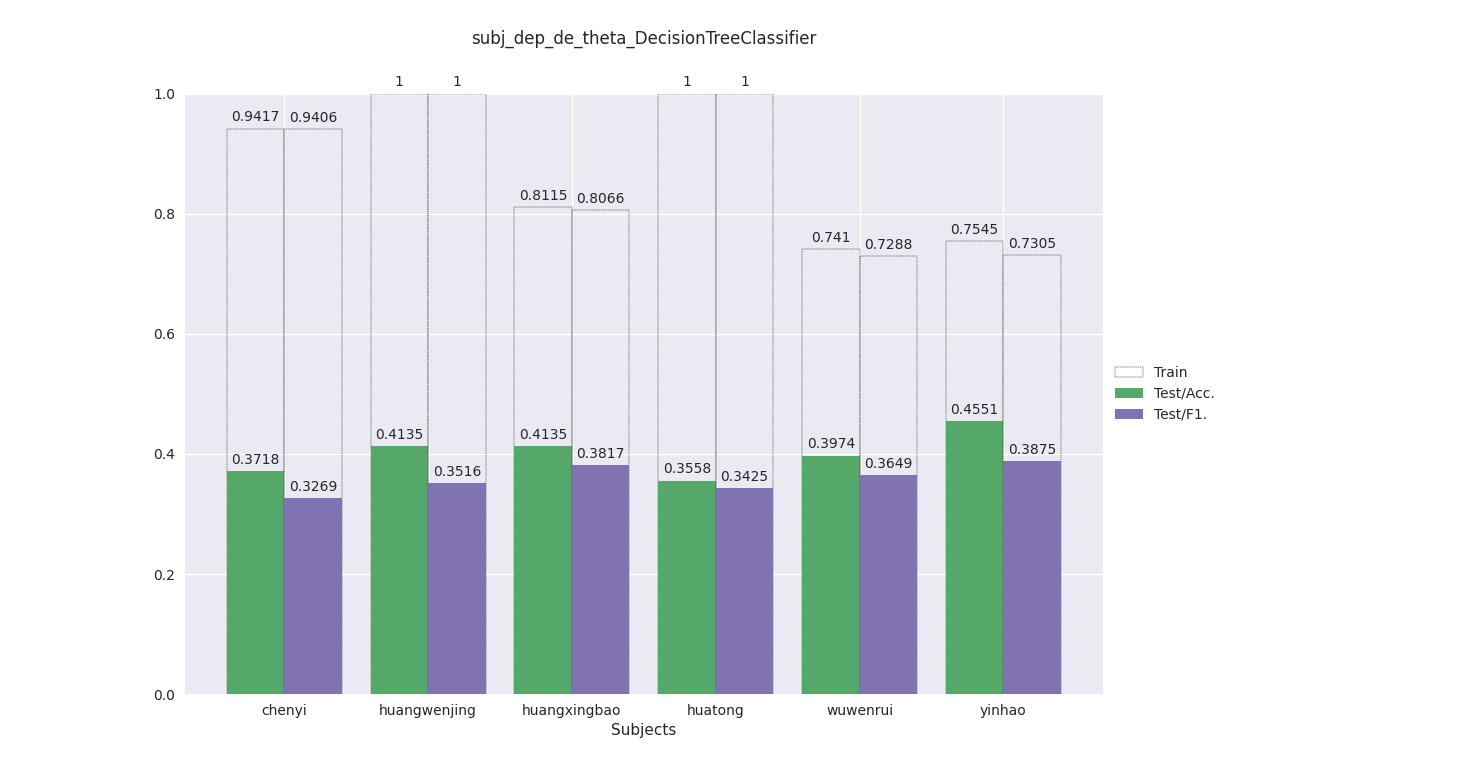 subj_dep_de_theta_DecisionTreeClassifier
1 1 1 1
1.0
0.9417 0.9406
0.8115 0.8066
0.8
0.741 0.7288 0.7545 0.7305
0.6
Train
Test/Acc.
Test/F1.
0.4
0.3718 0.3269 0.4135 0.3516 0.4135 0.3817 0.3558 0.3425 0.3974 0.3649 0.4551 0.3875
0.2
0.0
chenyi huangwenjing huangxingbao huatong wuwenrui yinhao
Subjects